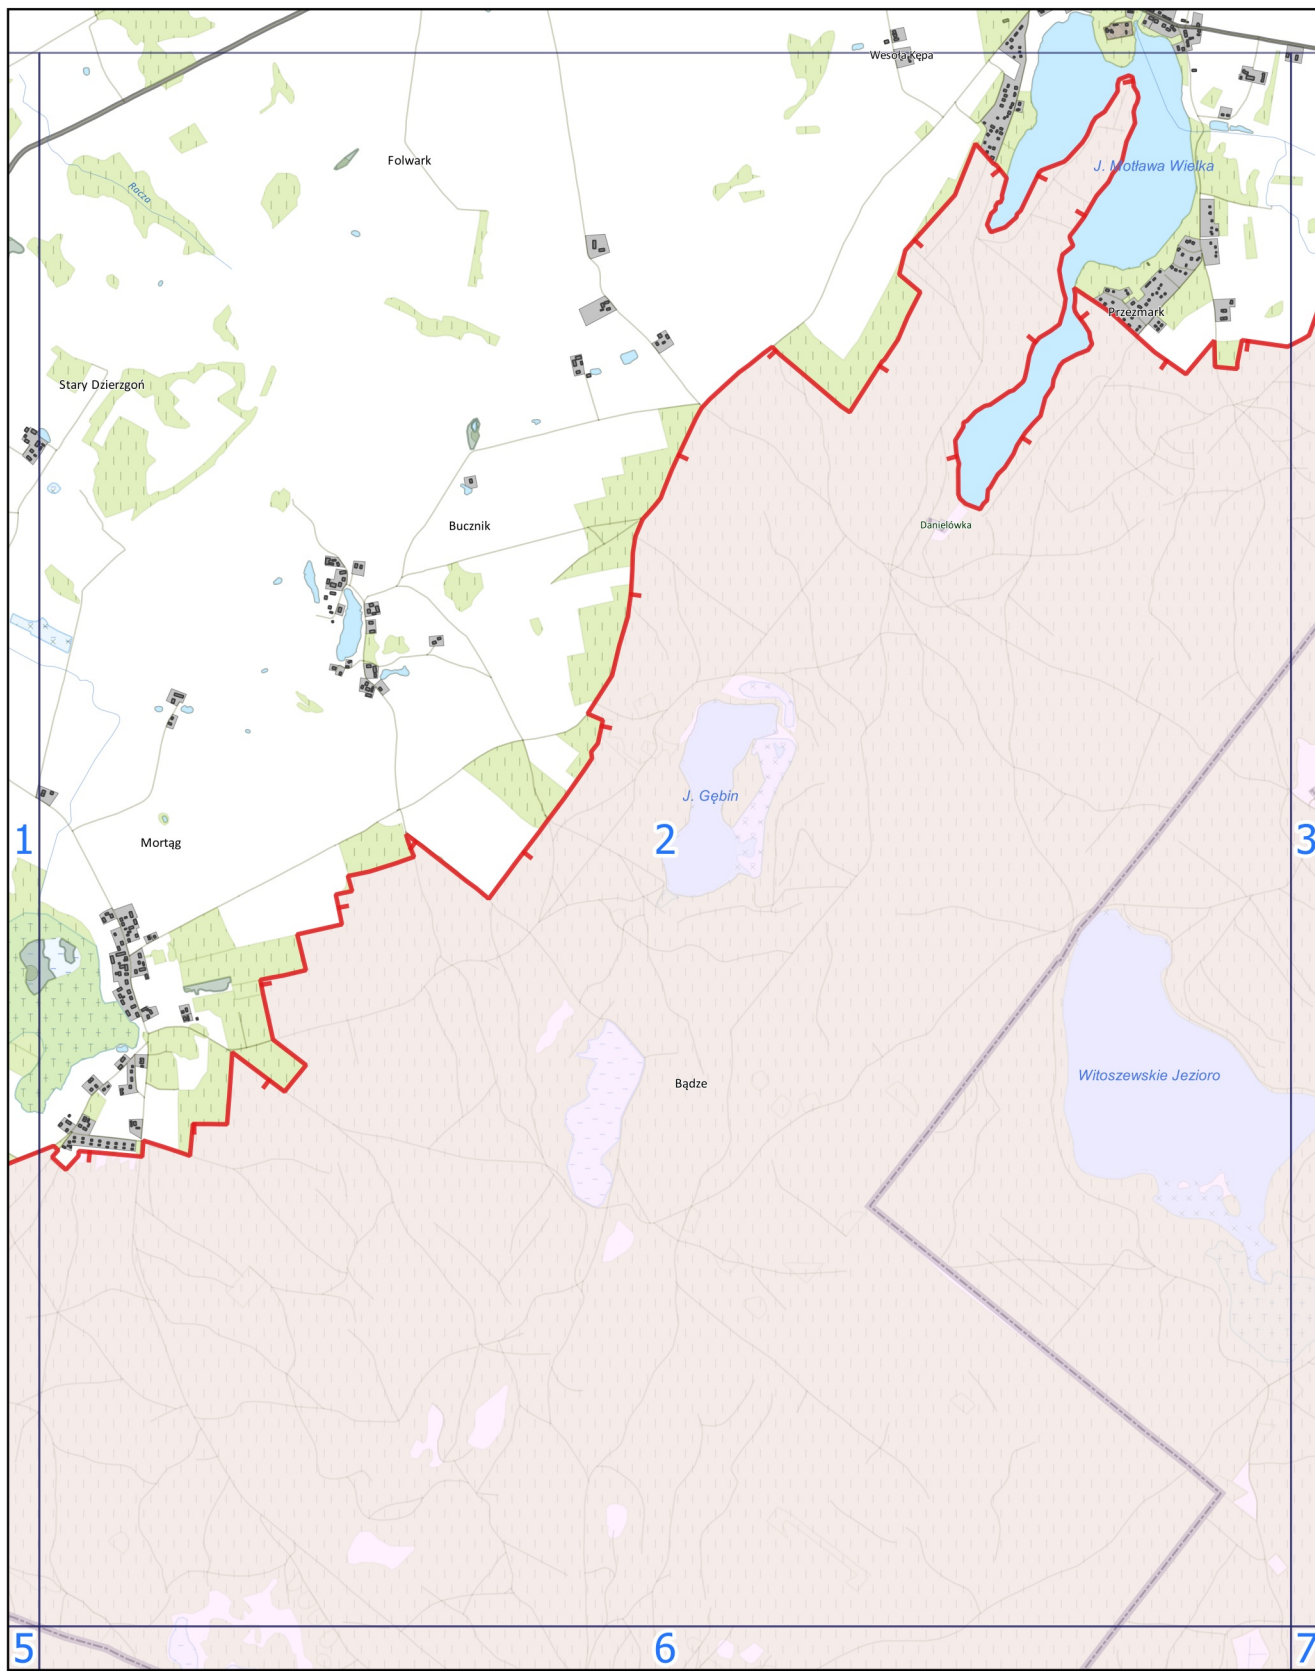 Wesoła Kępa
Folwark
J. Motława Wielka
Racza
Przezmark
Stary Dzierzgoń
Bucznik
Danielówka
J. Gębin
1
Mortąg
2
3
Witoszewskie Jezioro
Bądze
5
6
7